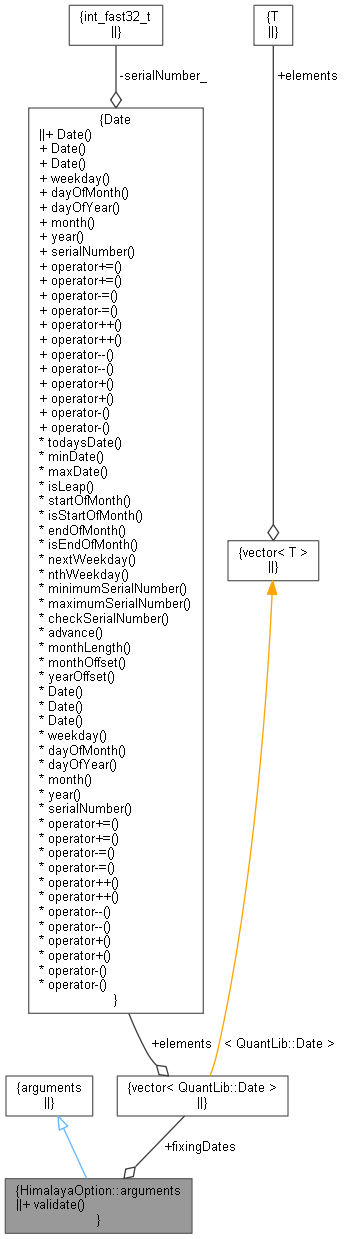 {int_fast32_t
||}
{T
||}
-serialNumber_
+elements
{Date
||+ Date()
+ Date()
+ Date()
+ weekday()
+ dayOfMonth()
+ dayOfYear()
+ month()
+ year()
+ serialNumber()
+ operator+=()
+ operator+=()
+ operator-=()
+ operator-=()
+ operator++()
+ operator++()
+ operator--()
+ operator--()
+ operator+()
+ operator+()
+ operator-()
+ operator-()
* todaysDate()
* minDate()
* maxDate()
* isLeap()
* startOfMonth()
* isStartOfMonth()
* endOfMonth()
* isEndOfMonth()
* nextWeekday()
* nthWeekday()
* minimumSerialNumber()
* maximumSerialNumber()
* checkSerialNumber()
* advance()
* monthLength()
* monthOffset()
* yearOffset()
* Date()
* Date()
* Date()
* weekday()
* dayOfMonth()
* dayOfYear()
* month()
* year()
* serialNumber()
* operator+=()
* operator+=()
* operator-=()
* operator-=()
* operator++()
* operator++()
* operator--()
* operator--()
* operator+()
* operator+()
* operator-()
* operator-()
}
{vector< T >
||}
+elements
< QuantLib::Date >
{arguments
||}
{vector< QuantLib::Date >
||}
+fixingDates
{HimalayaOption::arguments
||+ validate()
}